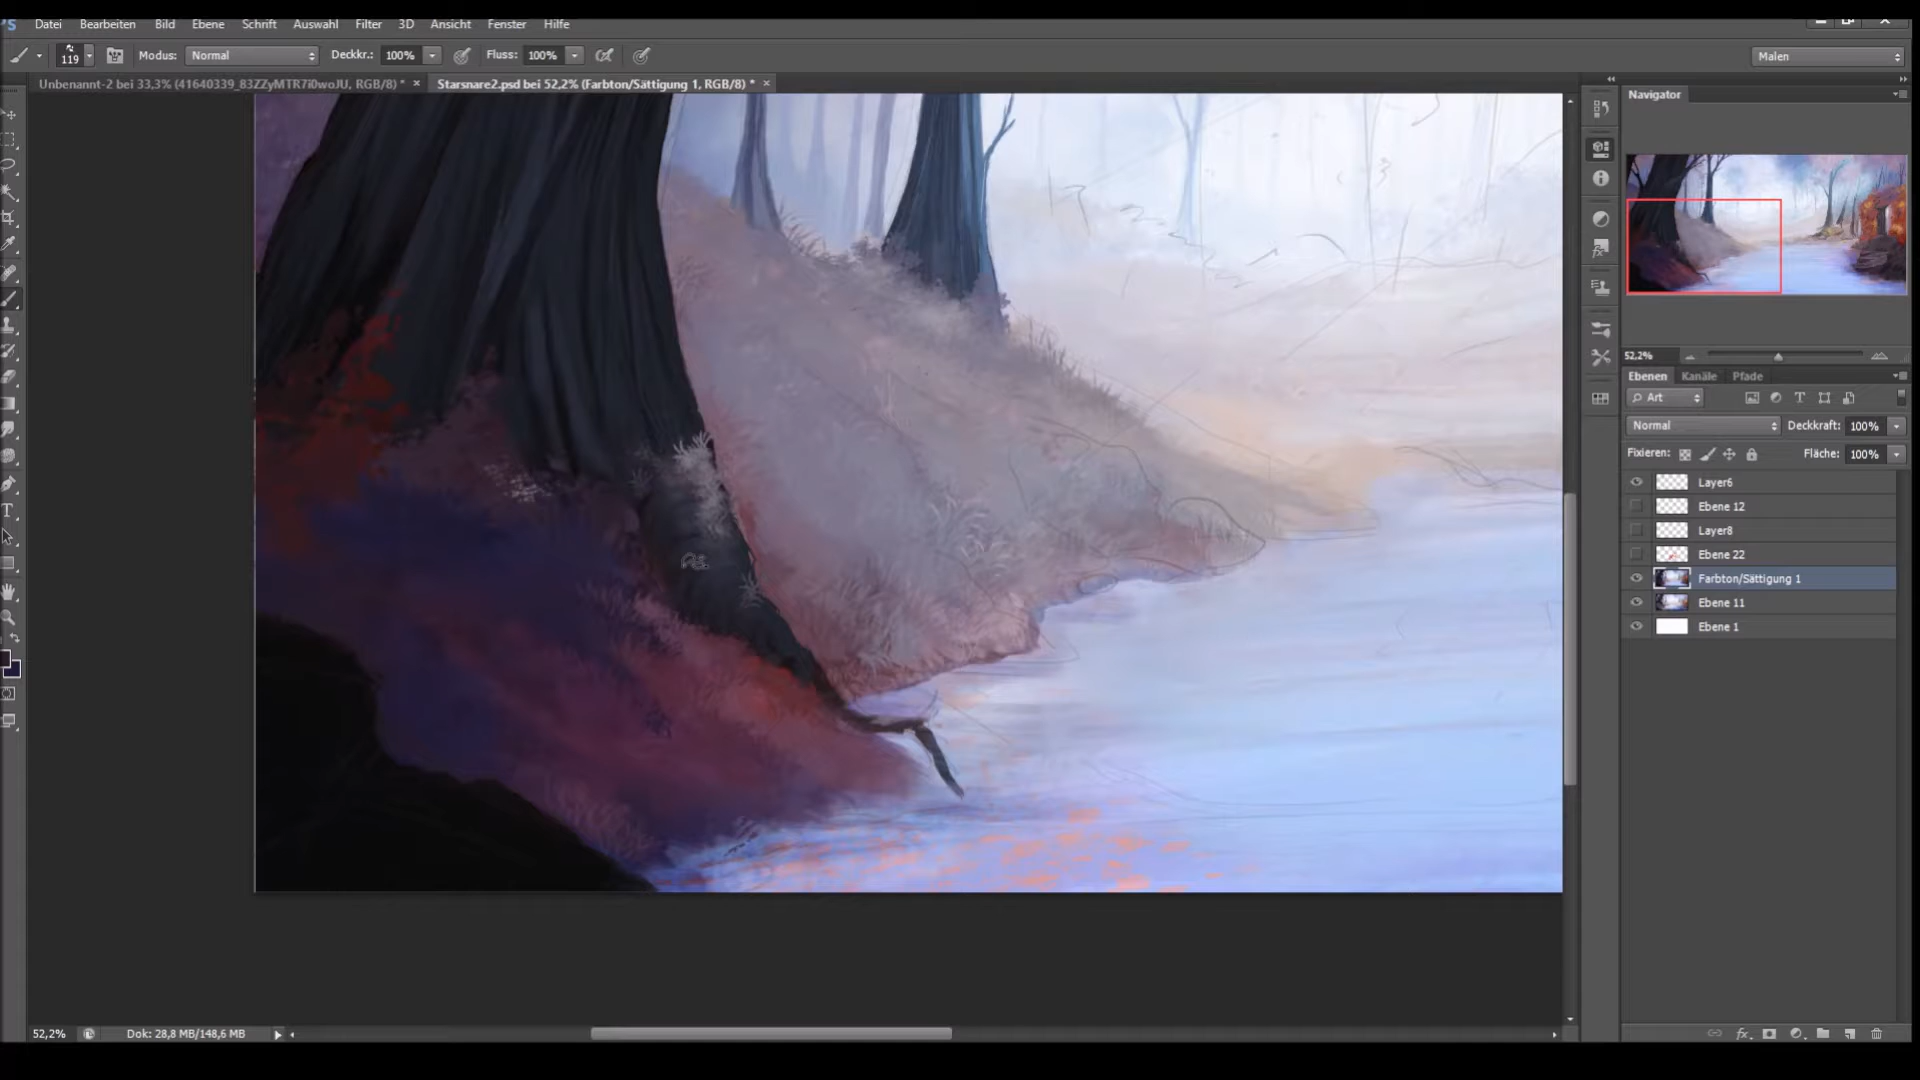 Datei Bearbeiten Bild Ebene Schrift Auswahl Filter 3D Ansicht Fenster Hilfe
119 Modus: Normal Deckkr.: 100% Fluss: 100% Malen
Unbenannt-2 bei 33,3% (41640339_83ZZyMTR7i0woJU, RGB/8) * × Starsnare2.psd bei 52,2% (Farbton/Sättigung 1, RGB/8) * ×
Navigator
52,2%
Ebenen Kanäle Pfade
Art
Normal Deckkraft: 100%
Fixieren: Fläche: 100%
Layer6
Ebene 12
Layer8
Ebene 22
Farbton/Sättigung 1
Ebene 11
Ebene 1
52,2% Dok: 28,8 MB/148,6 MB